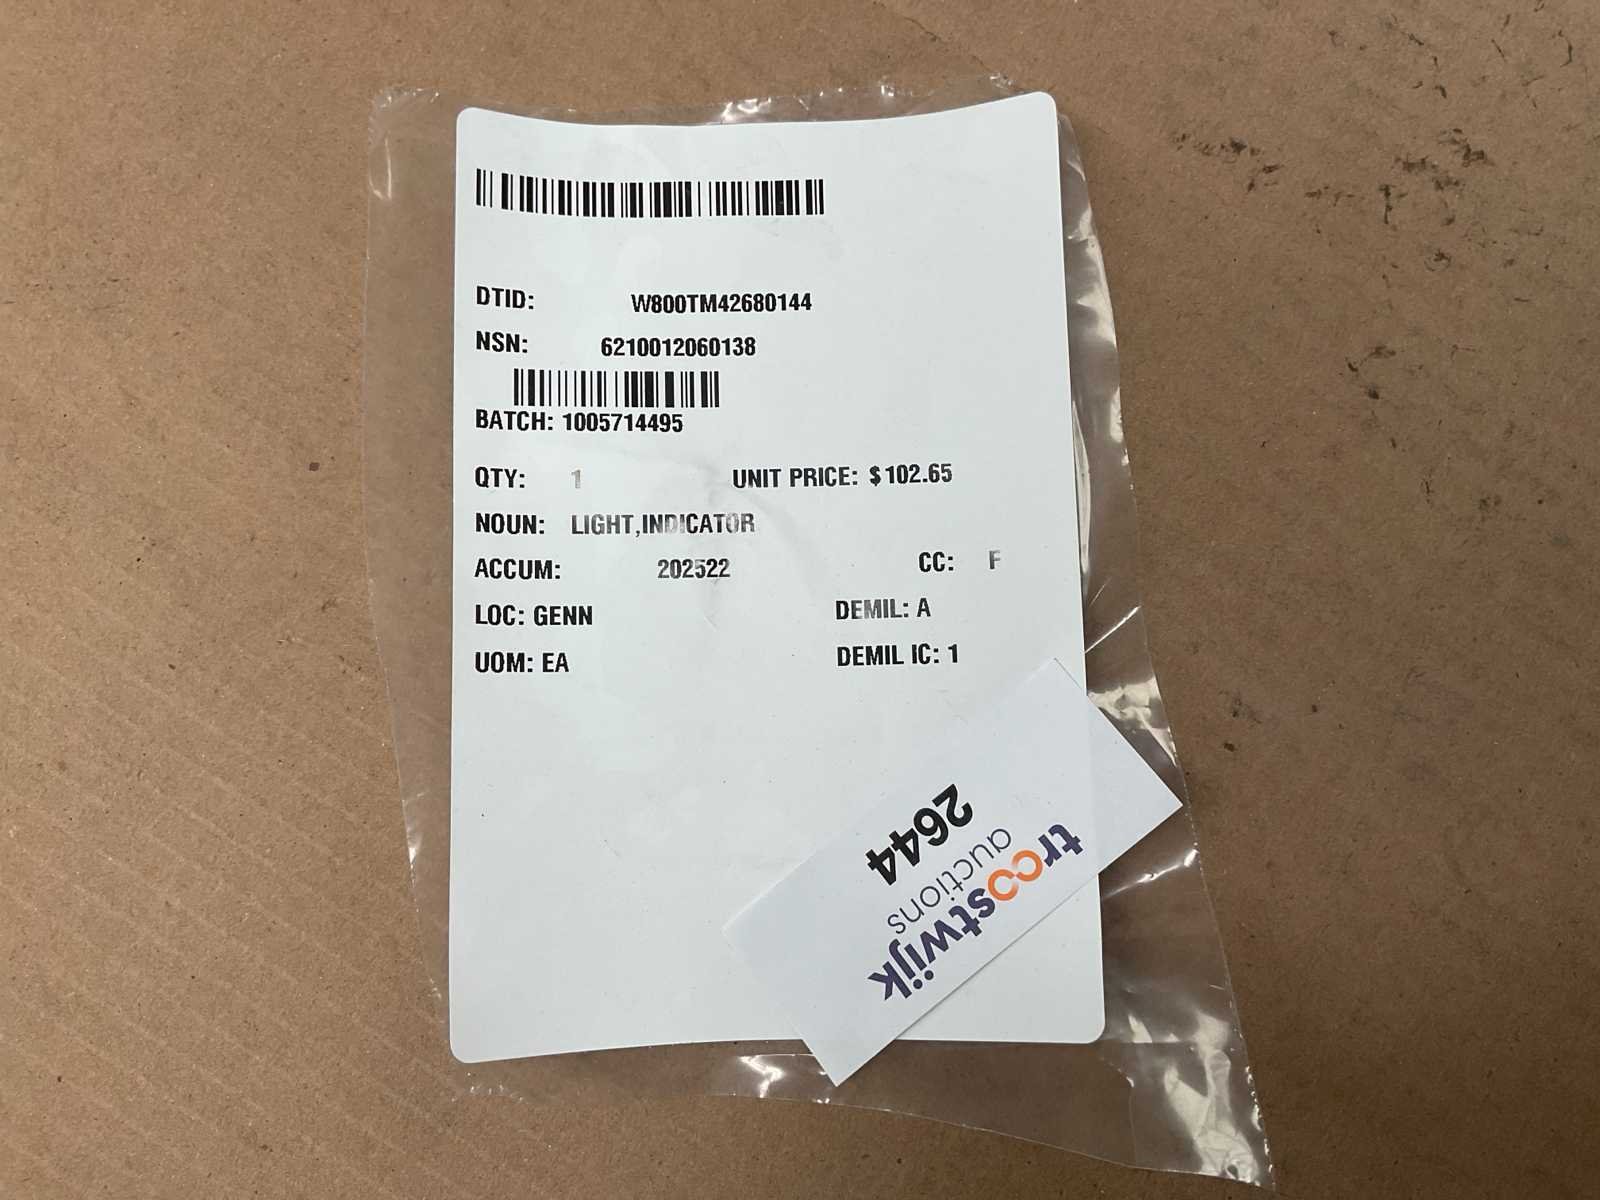 DTID: W800TM42680144
NSN: 6210012060138
BATCH: 1005714495
QTY: 1 UNIT PRICE: $102.65
NOUN: LIGHT,INDICATOR
ACCUM: 202522 CC: F
LOC: GENN DEMIL: A
UOM: EA DEMIL IC: 1
troostwijk
auctions
2644